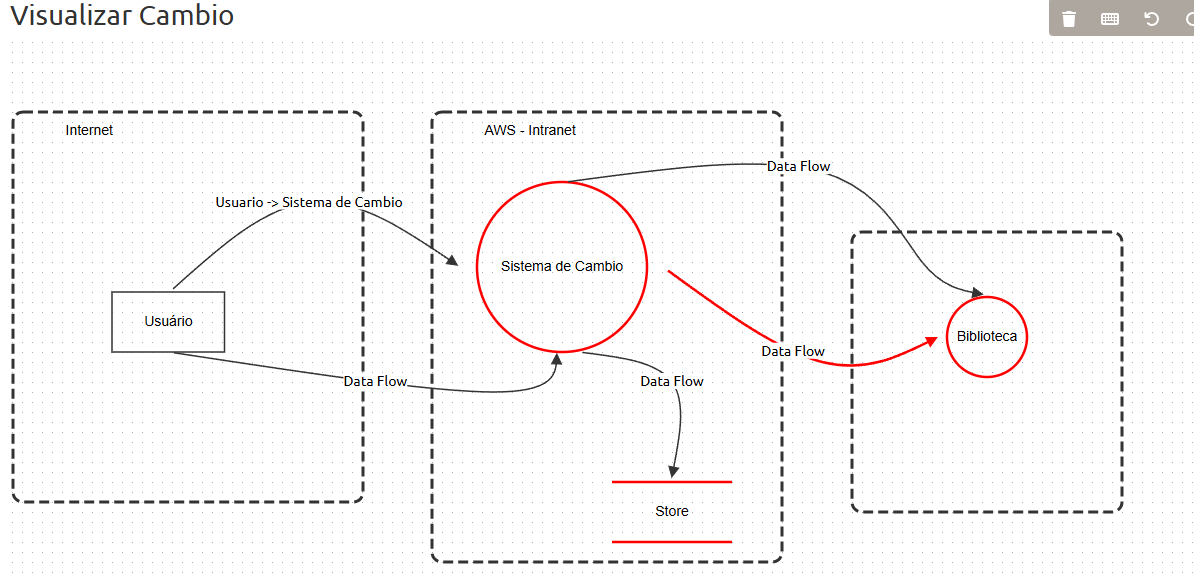 Visualizar Cambio
Internet
AWS - Intranet
Data Flow
Usuario -> Sistema de Cambio
Sistema de Cambio
Usuário
Biblioteca
Data Flow
Data Flow
Data Flow
Store